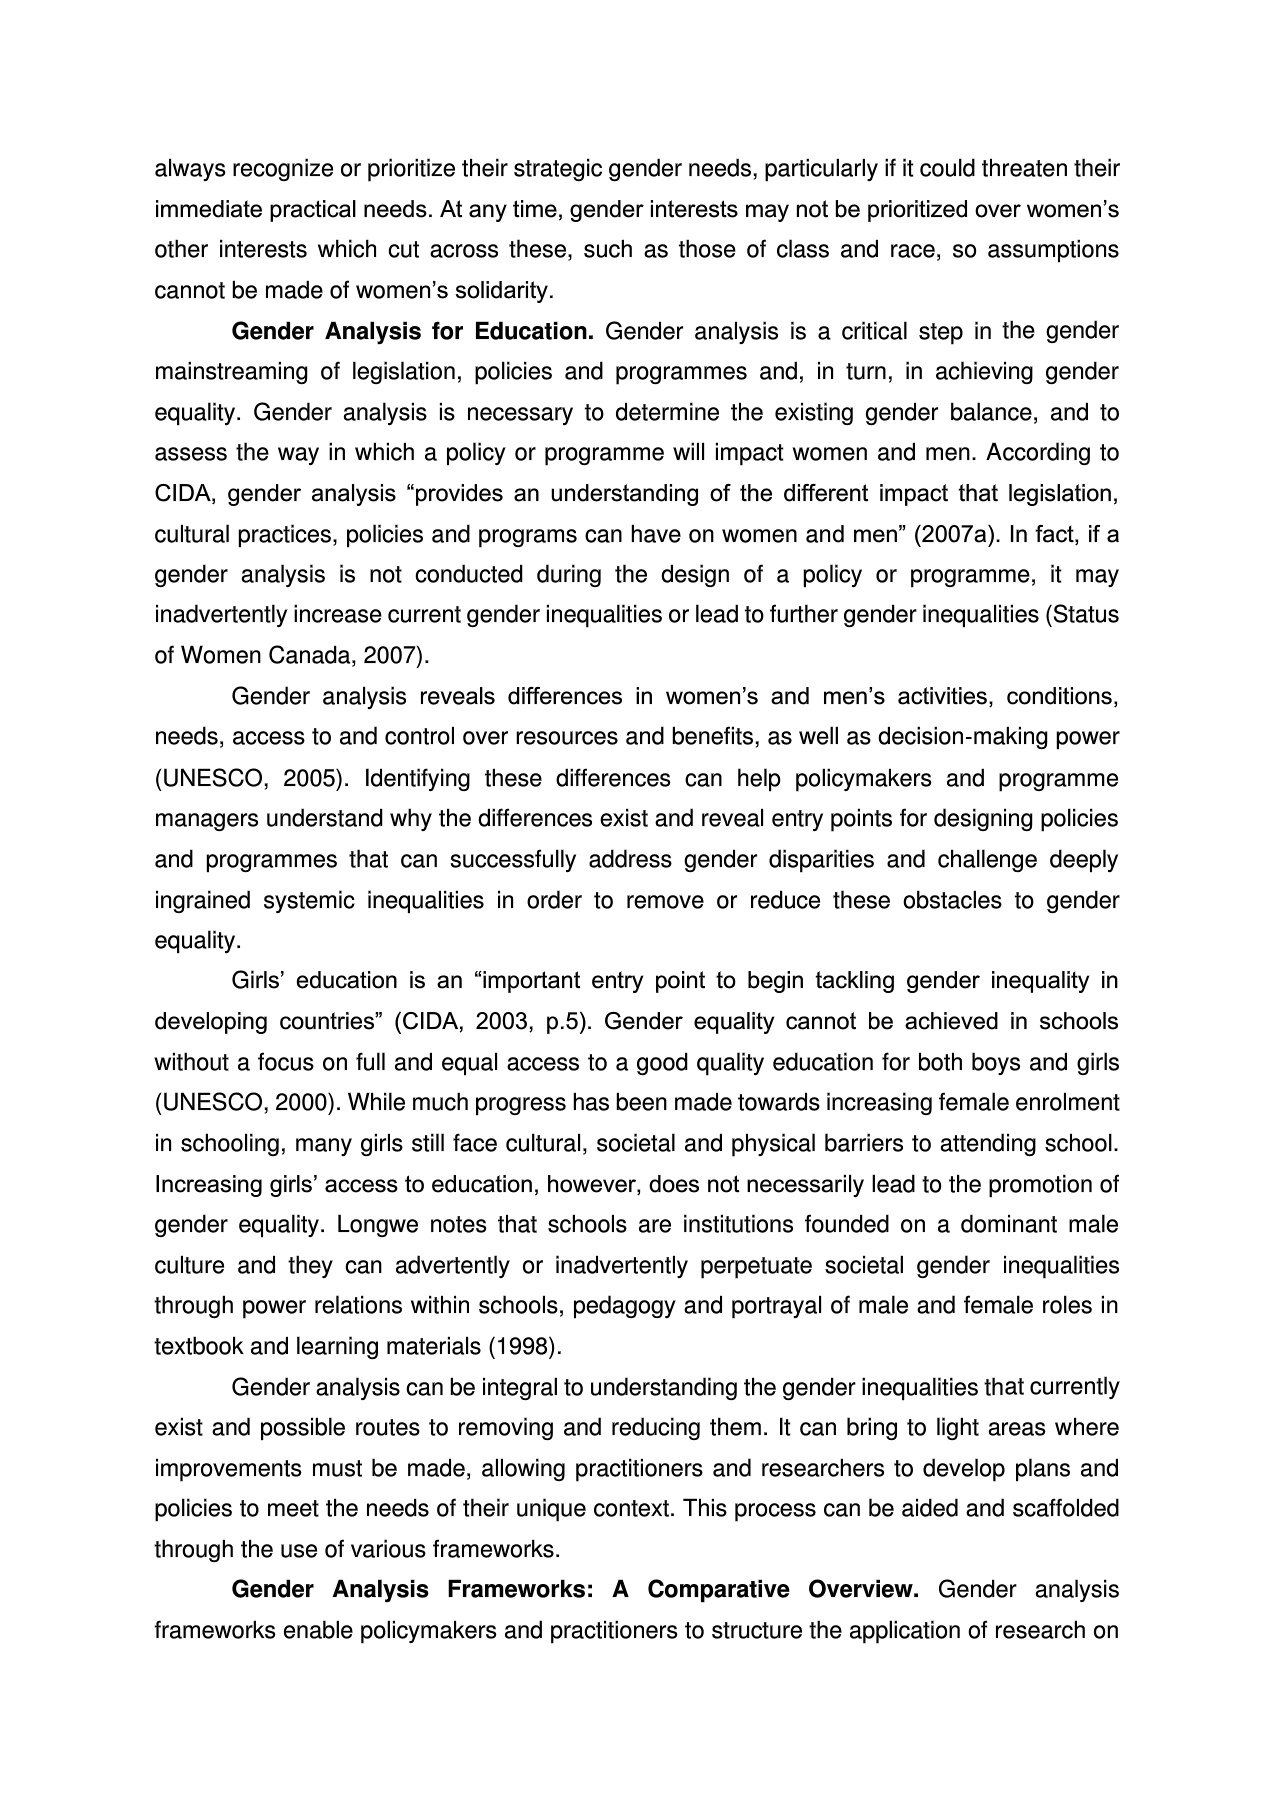 always recognize or prioritize their strategic gender needs, particularly if it could threaten their
immediate practical needs. At any time, gender interests may not be prioritized over women’s
other interests which cut across these, such as those of class and race, so assumptions
cannot be made of women’s solidarity.
Gender Analysis for Education. Gender analysis is a critical step in the gender
mainstreaming of legislation, policies and programmes and, in turn, in achieving gender
equality. Gender analysis is necessary to determine the existing gender balance, and to
assess the way in which a policy or programme will impact women and men. According to
CIDA, gender analysis “provides an understanding of the different impact that legislation,
cultural practices, policies and programs can have on women and men” (2007a). In fact, if a
gender analysis is not conducted during the design of a policy or programme, it may
inadvertently increase current gender inequalities or lead to further gender inequalities (Status
of Women Canada, 2007).
Gender analysis reveals differences in women’s and men’s activities, conditions,
needs, access to and control over resources and benefits, as well as decision-making power
(UNESCO, 2005). Identifying these differences can help policymakers and programme
managers understand why the differences exist and reveal entry points for designing policies
and programmes that can successfully address gender disparities and challenge deeply
ingrained systemic inequalities in order to remove or reduce these obstacles to gender
equality.
Girls’ education is an “important entry point to begin tackling gender inequality in
developing countries” (CIDA, 2003, p.5). Gender equality cannot be achieved in schools
without a focus on full and equal access to a good quality education for both boys and girls
(UNESCO, 2000). While much progress has been made towards increasing female enrolment
in schooling, many girls still face cultural, societal and physical barriers to attending school.
Increasing girls’ access to education, however, does not necessarily lead to the promotion of
gender equality. Longwe notes that schools are institutions founded on a dominant male
culture and they can advertently or inadvertently perpetuate societal gender inequalities
through power relations within schools, pedagogy and portrayal of male and female roles in
textbook and learning materials (1998).
Gender analysis can be integral to understanding the gender inequalities that currently
exist and possible routes to removing and reducing them. It can bring to light areas where
improvements must be made, allowing practitioners and researchers to develop plans and
policies to meet the needs of their unique context. This process can be aided and scaffolded
through the use of various frameworks.
Gender Analysis Frameworks: A Comparative Overview. Gender analysis
frameworks enable policymakers and practitioners to structure the application of research on